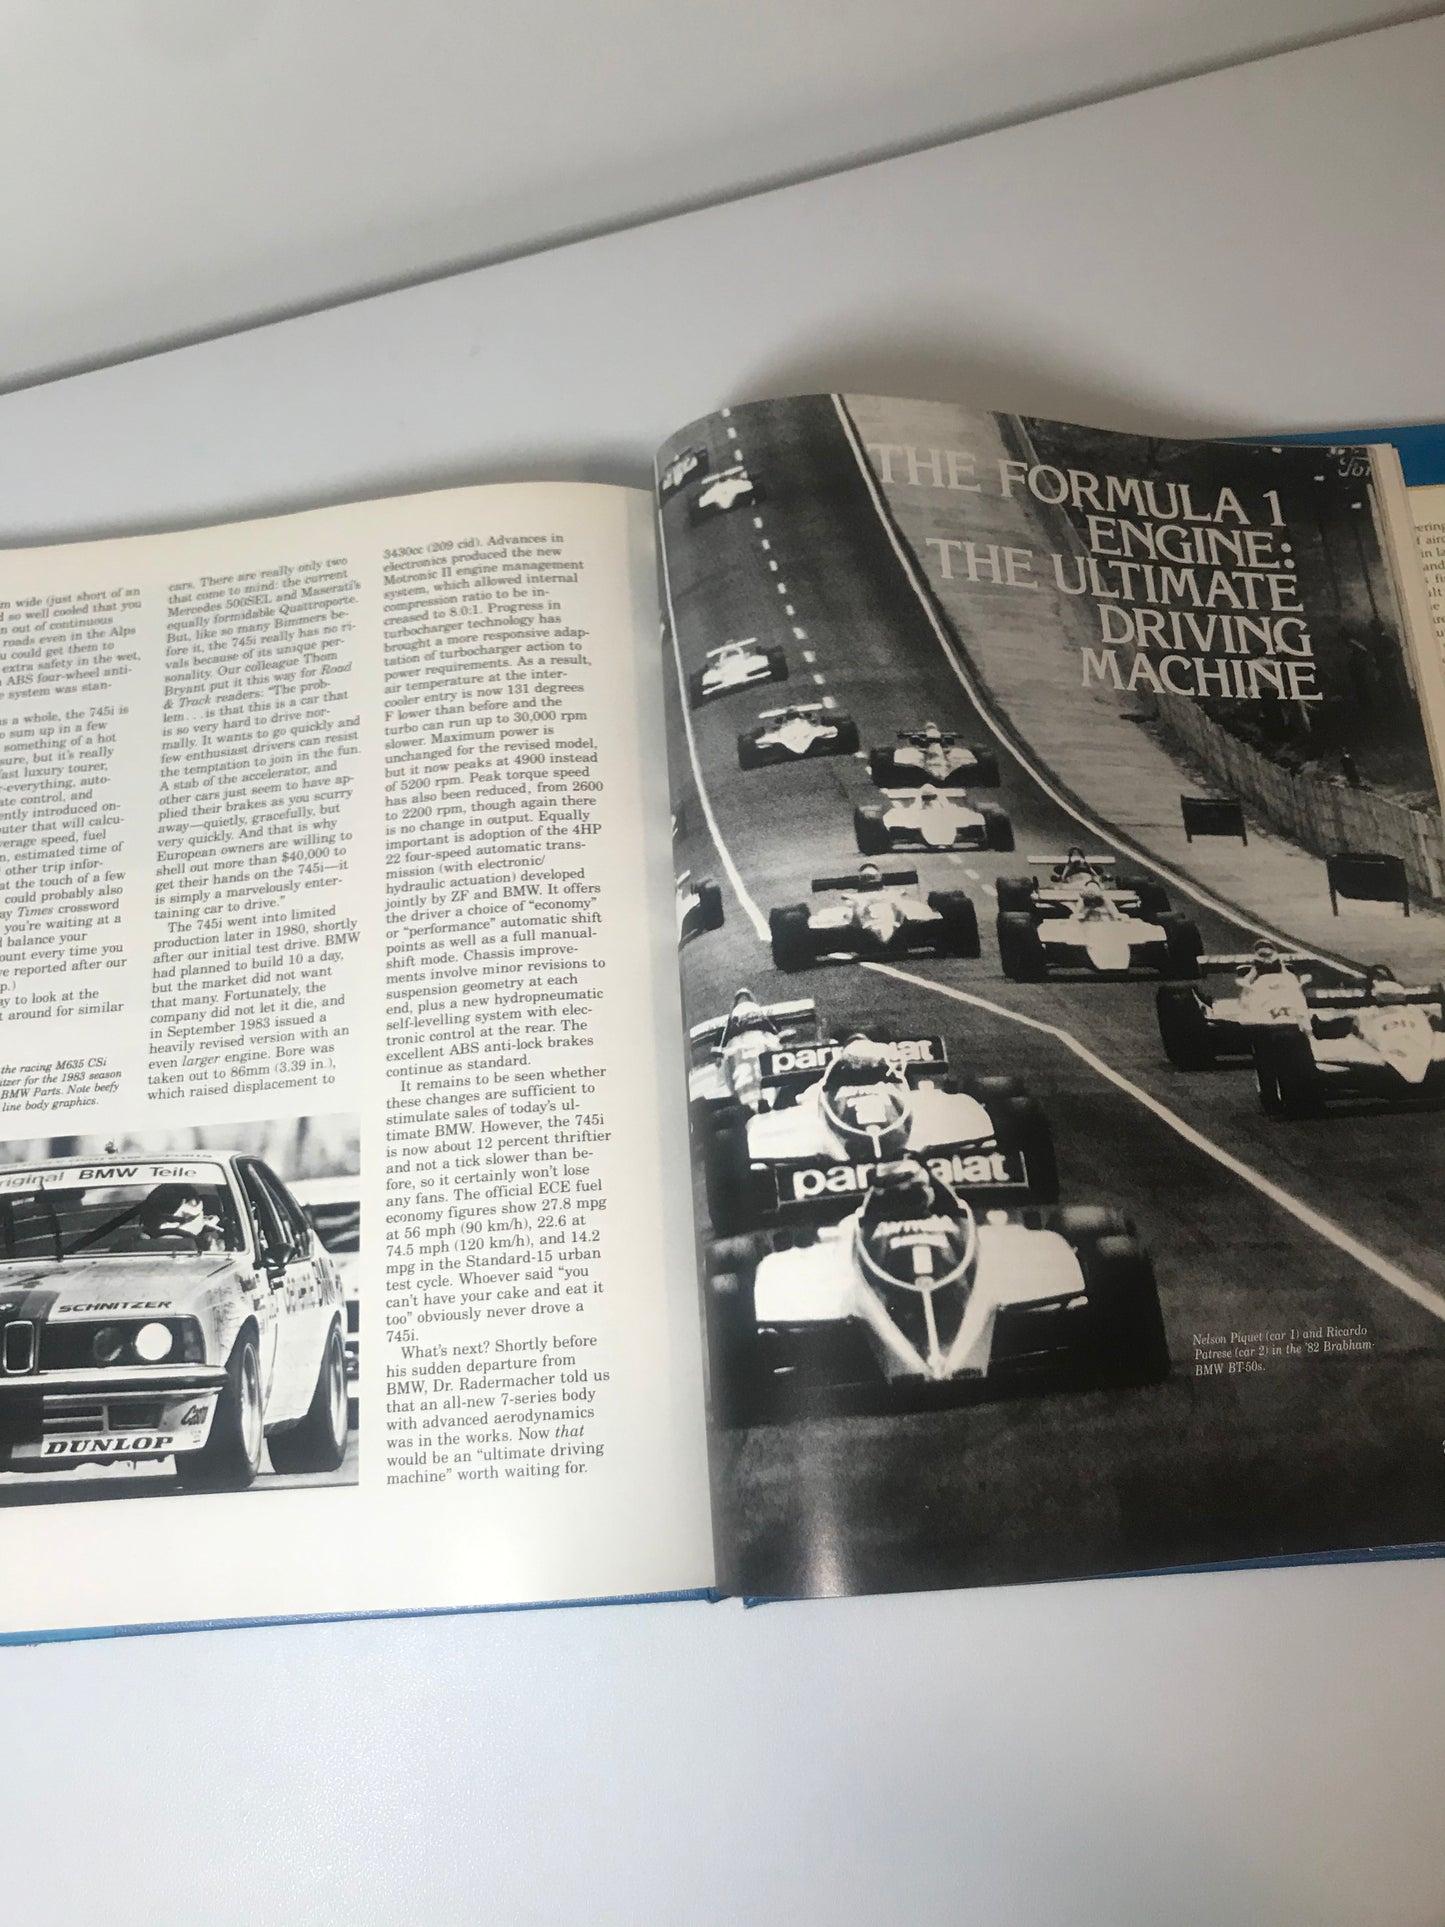 m wide (just short of an
d so well cooled that you
n out of continuous
roads even in the Alps
u could get them to
extra safety in the wet,
ABS four-wheel anti-
system was stan-
s a whole, the 745i is
o sum up in a few
something of a hot
sure, but it's really
ast luxury tourer,
-everything, auto-
ate control, and
ently introduced on-
uter that will calcu-
verage speed, fuel
n, estimated time of
other trip infor-
at the touch of a few
could probably also
ay Times crossword
you're waiting at a
d balance your
ount every time you
e reported after our
p.)
ay to look at the
t around for similar
the racing M635 CSi
itzer for the 1983 season
BMW Parts. Note beefy
line body graphics.
cars. There are really only two
that come to mind: the current
Mercedes 500SEL and Maserati's
equally formidable Quattroporte.
But, like so many Bimmers be-
fore it, the 745i really has no ri-
vals because of its unique per-
sonality. Our colleague Thom
Bryant put it this way for Road
& Track readers: "The prob-
lem...is that this is a car that
is so very hard to drive nor-
mally. It wants to go quickly and
few enthusiast drivers can resist
the temptation to join in the fun.
A stab of the accelerator, and
other cars just seem to have ap-
plied their brakes as you scurry
away—quietly, gracefully, but
very quickly. And that is why
European owners are willing to
shell out more than $40,000 to
get their hands on the 745i—it
is simply a marvelously enter-
taining car to drive."
The 745i went into limited
production later in 1980, shortly
after our initial test drive. BMW
had planned to build 10 a day,
but the market did not want
that many. Fortunately, the
company did not let it die, and
in September 1983 issued a
heavily revised version with an
even larger engine. Bore was
taken out to 86mm (3.39 in.),
which raised displacement to
3430cc (209 cid). Advances in
electronics produced the new
Motronic II engine management
system, which allowed internal
compression ratio to be in-
creased to 8.0:1. Progress in
turbocharger technology has
brought a more responsive adap-
tation of turbocharger action to
power requirements. As a result,
air temperature at the inter-
cooler entry is now 131 degrees
F lower than before and the
turbo can run up to 30,000 rpm
slower. Maximum power is
unchanged for the revised model,
but it now peaks at 4900 instead
of 5200 rpm. Peak torque speed
has also been reduced, from 2600
to 2200 rpm, though again there
is no change in output. Equally
important is adoption of the 4HP
22 four-speed automatic trans-
mission (with electronic/
hydraulic actuation) developed
jointly by ZF and BMW. It offers
the driver a choice of "economy"
or "performance" automatic shift
points as well as a full manual-
shift mode. Chassis improve-
ments involve minor revisions to
suspension geometry at each
end, plus a new hydropneumatic
self-levelling system with elec-
tronic control at the rear. The
excellent ABS anti-lock brakes
continue as standard.
It remains to be seen whether
these changes are sufficient to
stimulate sales of today's ul-
timate BMW. However, the 745i
is now about 12 percent thriftier
and not a tick slower than be-
fore, so it certainly won't lose
any fans. The official ECE fuel
economy figures show 27.8 mpg
at 56 mph (90 km/h), 22.6 at
74.5 mph (120 km/h), and 14.2
mpg in the Standard-15 urban
test cycle. Whoever said "you
can't have your cake and eat it
too" obviously never drove a
745i.
What's next? Shortly before
his sudden departure from
BMW, Dr. Radermacher told us
that an all-new 7-series body
with advanced aerodynamics
was in the works. Now that
would be an "ultimate driving
machine" worth waiting for.
riginal BMW Teile
SCHNITZER
DUNLOP
THE FORMULA 1
ENGINE:
THE ULTIMATE
DRIVING
MACHINE
parmalat
parmalat
Nelson Piquet (car 1) and Ricardo
Patrese (car 2) in the '82 Brabham-
BMW BT-50s.